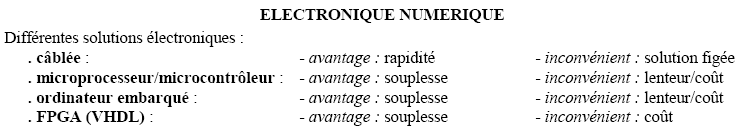 ELECTRONIQUE NUMERIQUE
Différentes solutions électroniques :
. câblée : - avantage : rapidité - inconvénient : solution figée
. microprocesseur/microcontrôleur : - avantage : souplesse - inconvénient : lenteur/coût
. ordinateur embarqué : - avantage : souplesse - inconvénient : lenteur/coût
. FPGA (VHDL) : - avantage : souplesse - inconvénient : coût